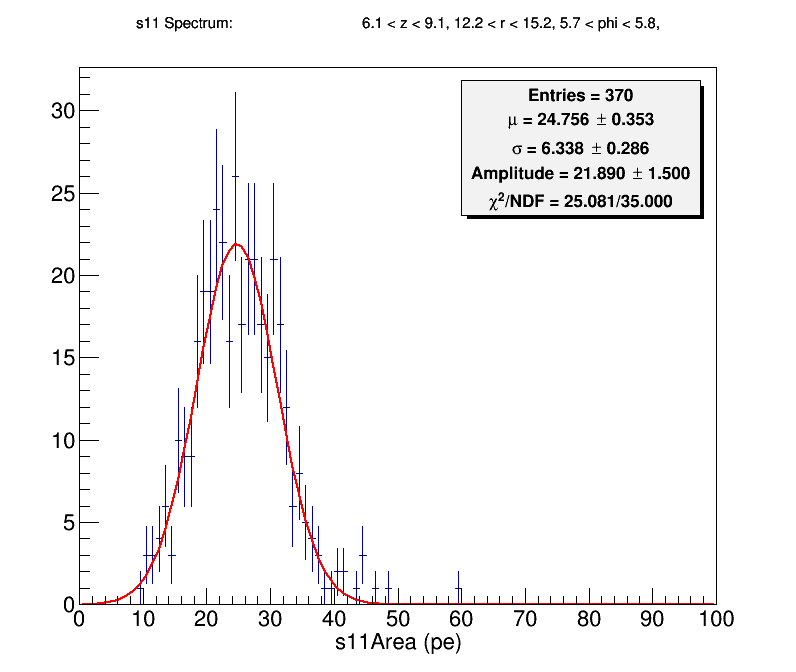 s11 Spectrum: 6.1 < z < 9.1, 12.2 < r < 15.2, 5.7 < phi < 5.8,
Entries = 370
μ = 24.756 ± 0.353
σ = 6.338 ± 0.286
Amplitude = 21.890 ± 1.500
χ²/NDF = 25.081/35.000
30
25
20
15
10
5
0
0 10 20 30 40 50 60 70 80 90 100
s11Area (pe)